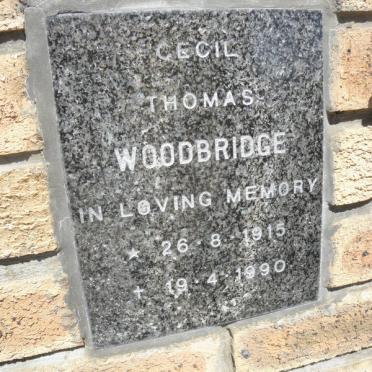 CECIL
THOMAS
WOODBRIDGE
IN LOVING MEMORY
★ 26-8-1915
† 19-4-1990